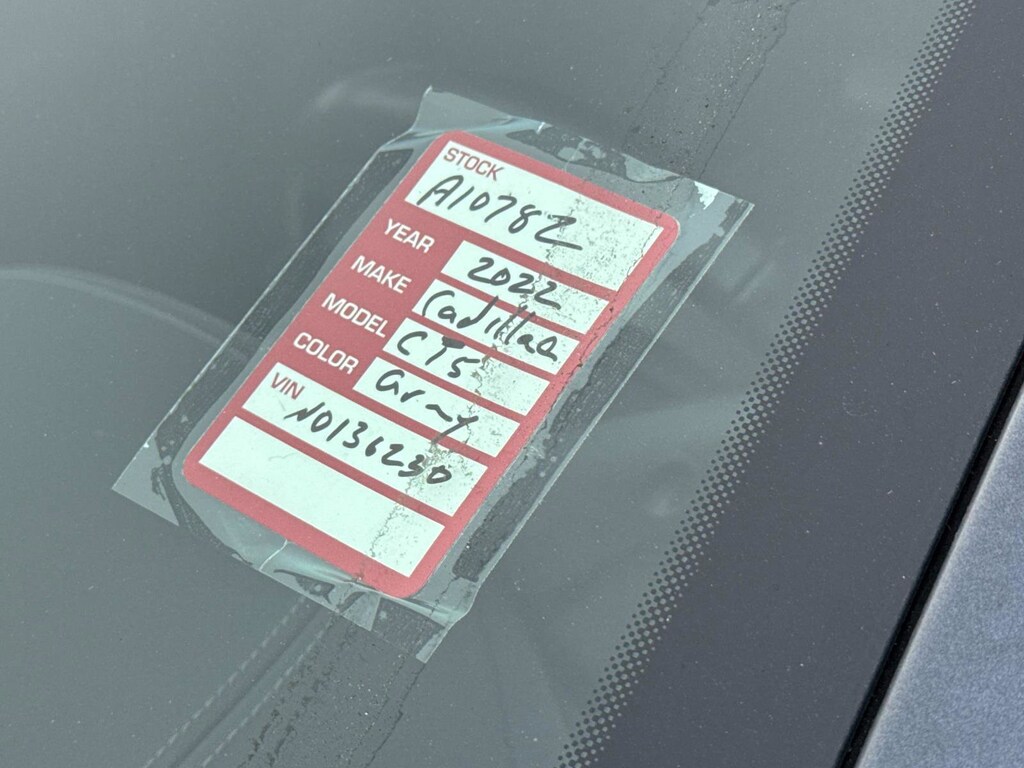 STOCK
A1078Z
YEAR 2022
MAKE Cadillac
MODEL CT5
COLOR Gray
VIN
N0136230